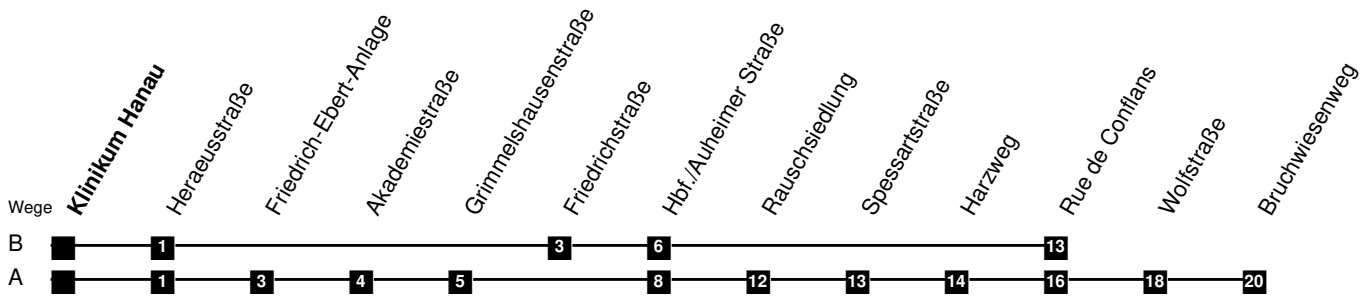 Klinikum Hanau
Heraeusstraße
Friedrich-Ebert-Anlage
Akademiestraße
Grimmelshausenstraße
Friedrichstraße
Hbf./Auheimer Straße
Rauschsiedlung
Spessartstraße
Harzweg
Rue de Conflans
Wolfstraße
Bruchwiesenweg
Wege
B 1 3 6 13
A 1 3 4 5 8 12 13 14 16 18 20